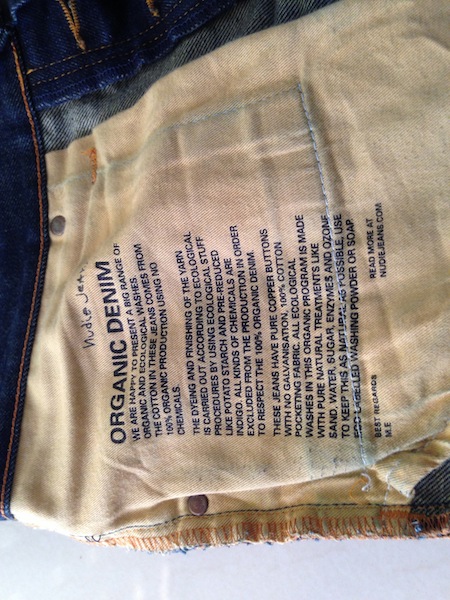 nudie Jeans
ORGANIC DENIM
WE ARE HAPPY TO PRESENT A BIG RANGE OF
ORGANIC AND ECOLOGICAL WASHES
THE COTTON IN THESE JEANS COMES FROM
100% ORGANIC PRODUCTION USING NO
CHEMICALS.
THE DYEING AND FINISHING OF THE YARN
IS CARRIED OUT ACCORDING TO ECOLOGICAL STUFF
PROCEDURES BY USING ECOLOGICAL STUFF
LIKE POTATO STARCH AND PRE-REDUCED
INDIGO. ALL KINDS OF CHEMICALS ARE
EXCLUDED FROM THE PRODUCTION IN ORDER
TO RESPECT THE 100% ORGANIC DENIM.
THESE JEANS HAVE PURE COPPER BUTTONS
WITH NO GALVANISATION, 100% COTTON
POCKETING FABRIC. ALL ECOLOGICAL
WASHES IN THIS ORGANIC PROGRAM IS MADE
WITH PURE NATURAL TREATMENTS LIKE
SAND, WATER, SUGAR, ENZYMES AND OZONE
TO KEEP THIS AS NATURAL AS POSSIBLE, USE
ECO LABELLED WASHING POWDER OR SOAP.
BEST REGARDS
M.E
READ MORE AT
NUDIEJEANS.COM